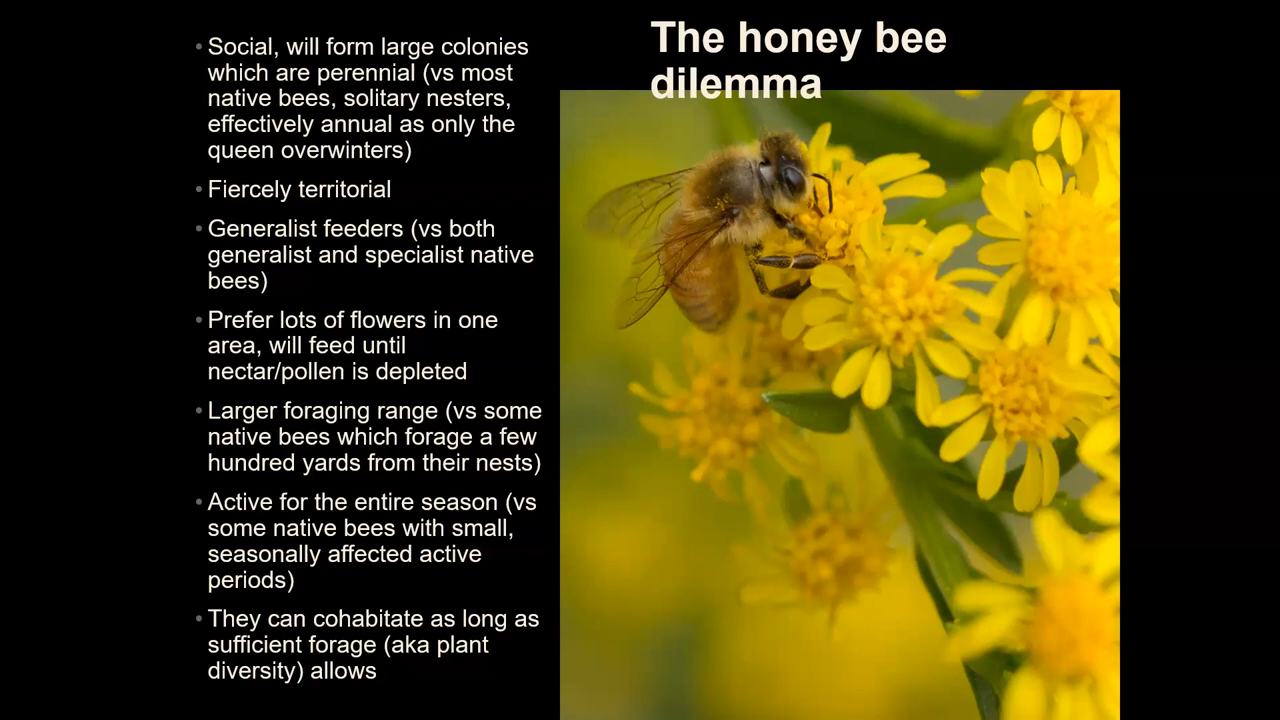 The honey bee
dilemma
• Social, will form large colonies
which are perennial (vs most
native bees, solitary nesters,
effectively annual as only the
queen overwinters)
• Fiercely territorial
• Generalist feeders (vs both
generalist and specialist native
bees)
• Prefer lots of flowers in one
area, will feed until
nectar/pollen is depleted
• Larger foraging range (vs some
native bees which forage a few
hundred yards from their nests)
• Active for the entire season (vs
some native bees with small,
seasonally affected active
periods)
• They can cohabitate as long as
sufficient forage (aka plant
diversity) allows